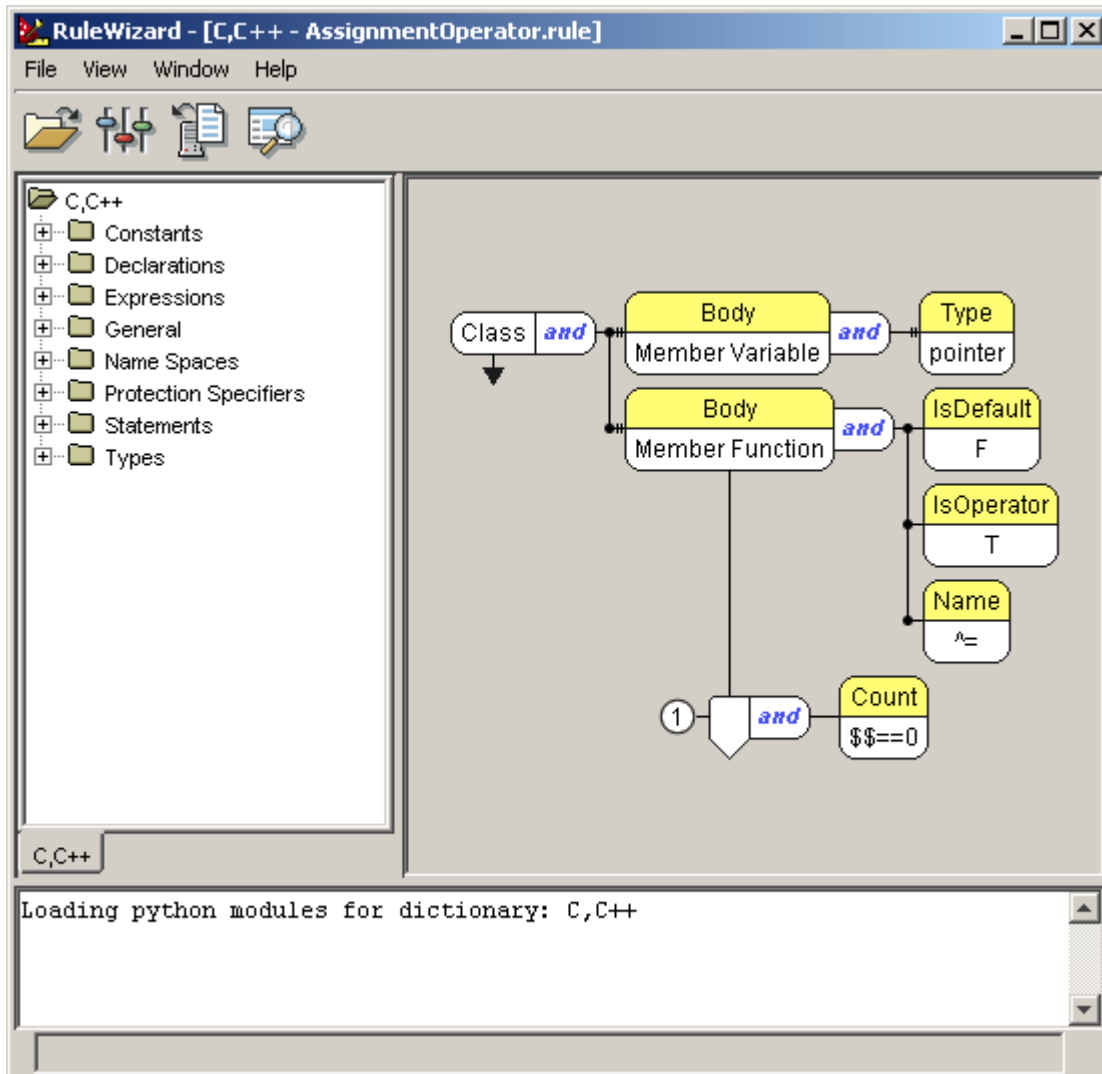 RuleWizard - [C,C++ - AssignmentOperator.rule]
File View Window Help
C,C++
Constants
Declarations
Expressions
General
Name Spaces
Protection Specifiers
Statements
Types
C,C++
Class and
Body
Member Variable
and
Type
pointer
Body
Member Function
and
IsDefault
F
IsOperator
T
Name
^=
1
and
Count
$$==0
Loading python modules for dictionary: C,C++